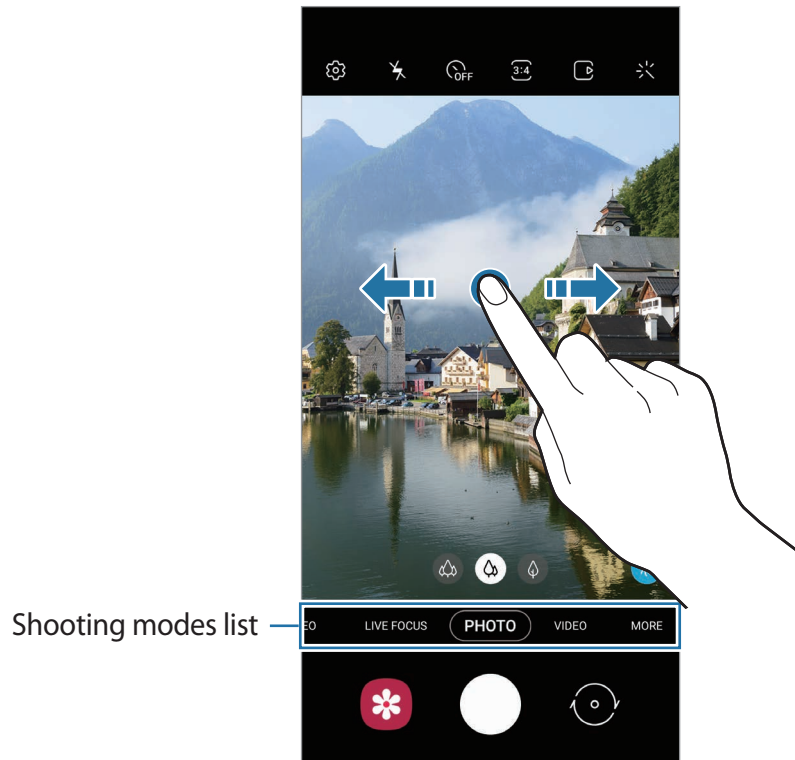 OFF
3:4
Shooting modes list
EO
LIVE FOCUS
PHOTO
VIDEO
MORE